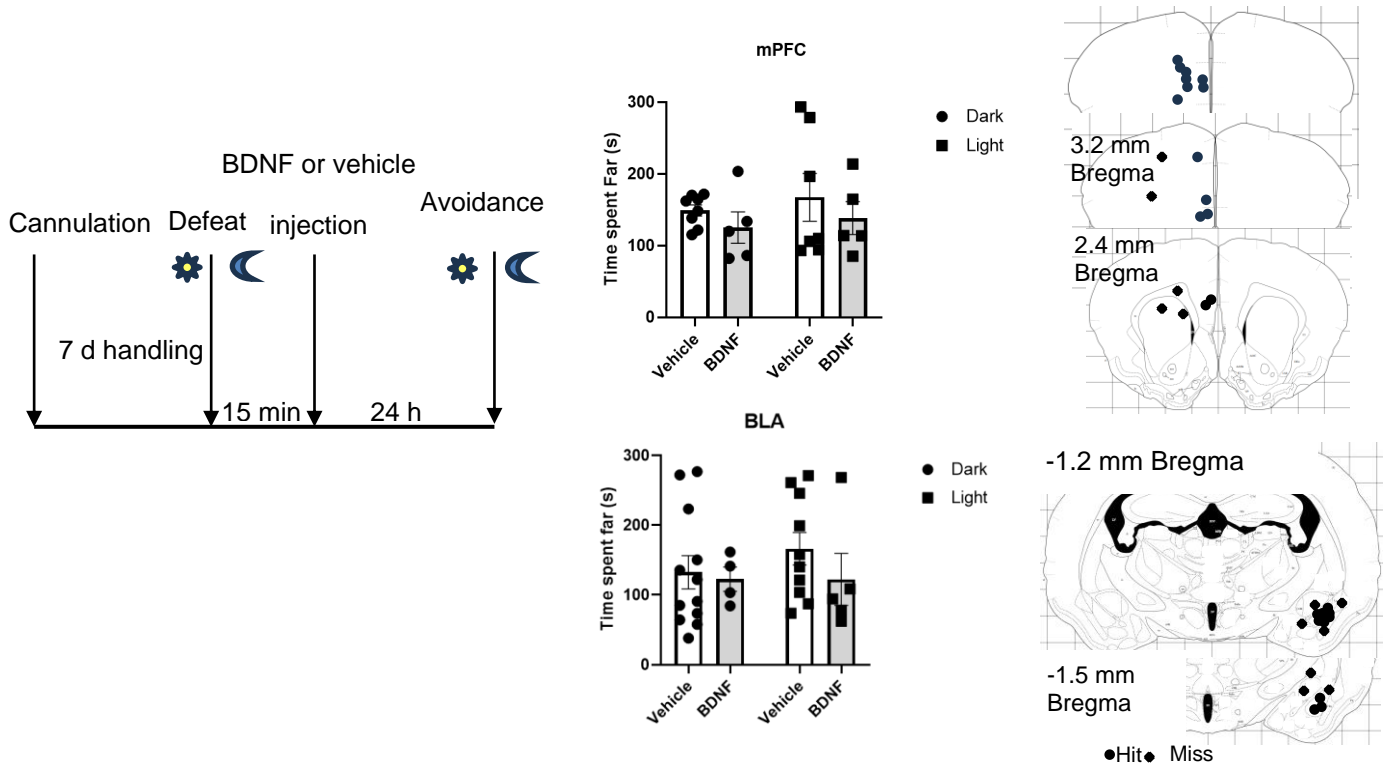 BDNF or vehicle
Cannulation
Defeat
injection
Avoidance
7 d handling
15 min
24 h
mPFC
Time spent Far (s)
300
200
100
0
Vehicle
BDNF
Vehicle
BDNF
Dark
Light
BLA
Time spent far (s)
300
200
100
0
Vehicle
BDNF
Vehicle
BDNF
Dark
Light
3.2 mm
Bregma
2.4 mm
Bregma
-1.2 mm Bregma
-1.5 mm
Bregma
Hit
Miss